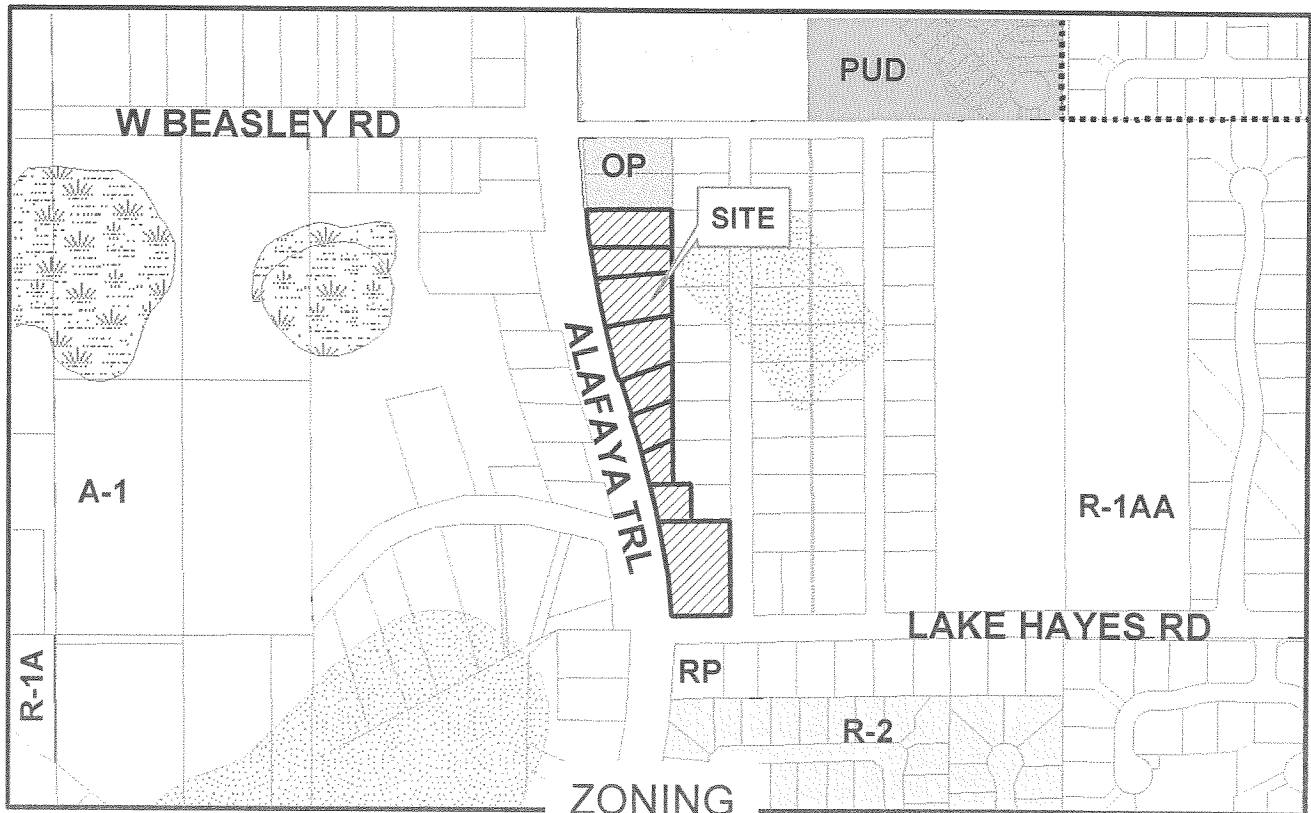 PUD
W BEASLEY RD
OP
SITE
ALAFAYA TRL
A-1
R-1AA
LAKE HAYES RD
R-1A
RP
R-2
ZONING